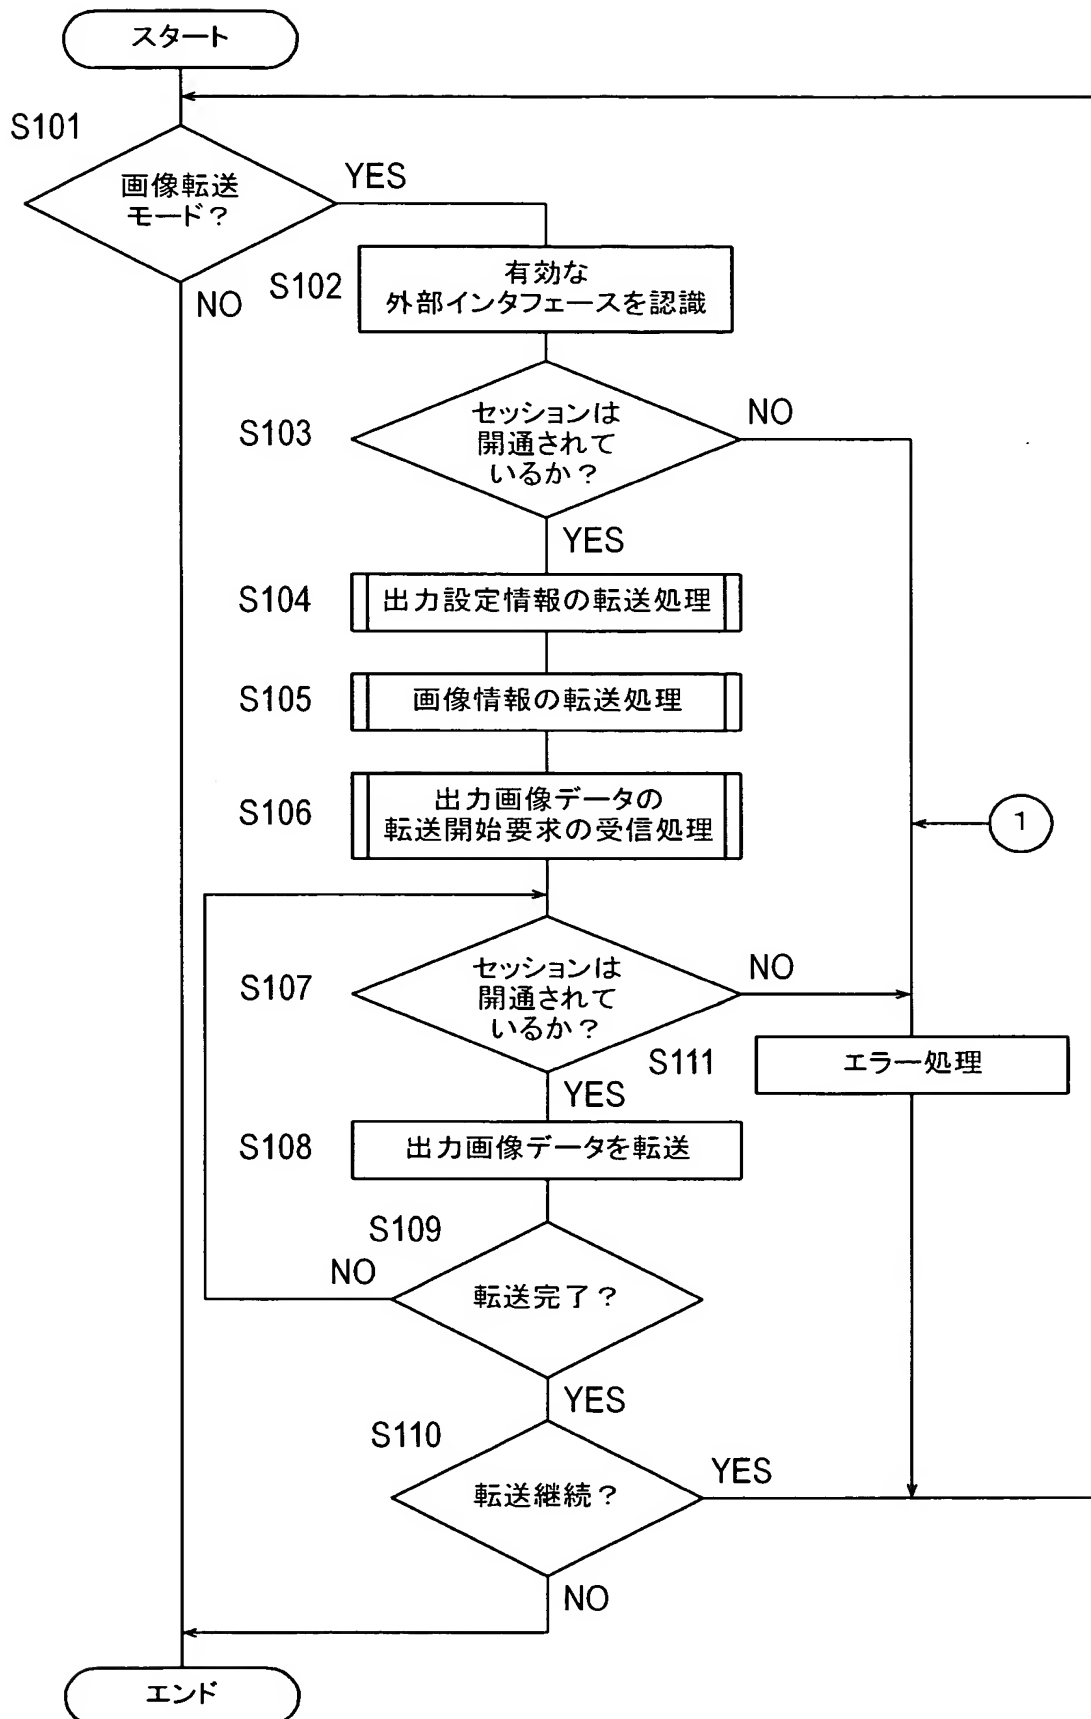 スタート
S101
画像転送
モード?
YES
NO
S102
有効な
外部インタフェースを認識
S103
セッションは
開通されて
いるか?
NO
YES
S104
出力設定情報の転送処理
S105
画像情報の転送処理
S106
出力画像データの
転送開始要求の受信処理
1
S107
セッションは
開通されて
いるか?
NO
YES
S111
エラー処理
S108
出力画像データを転送
S109
転送完了?
NO
YES
S110
転送継続?
YES
NO
エンド